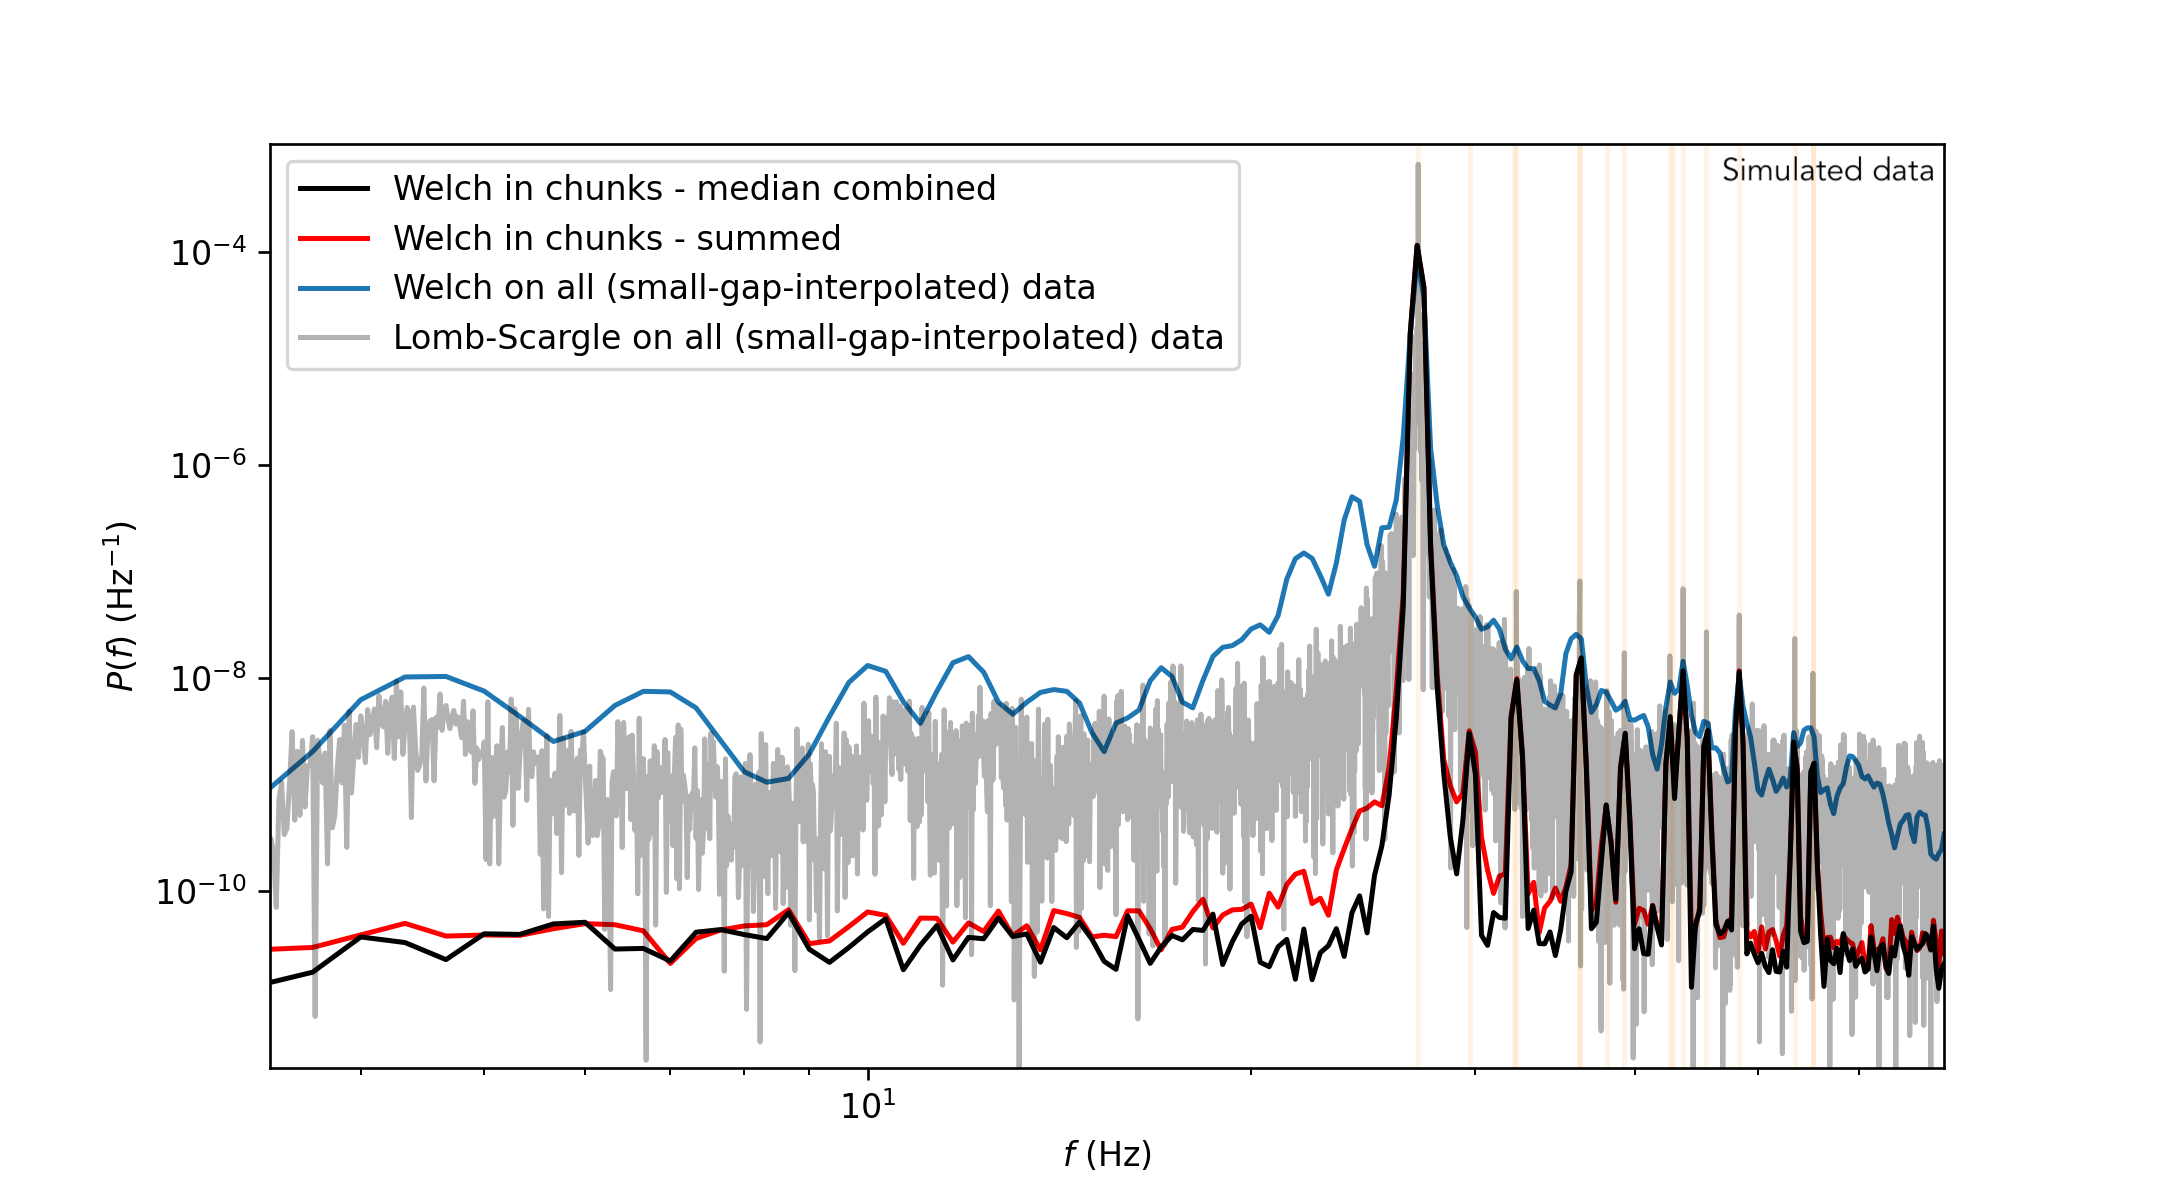 Simulated data
Welch in chunks - median combined
Welch in chunks - summed
Welch on all (small-gap-interpolated) data
Lomb-Scargle on all (small-gap-interpolated) data
10⁻⁴
10⁻⁶
10⁻⁸
10⁻¹⁰
P(f) (Hz⁻¹)
10¹
f (Hz)